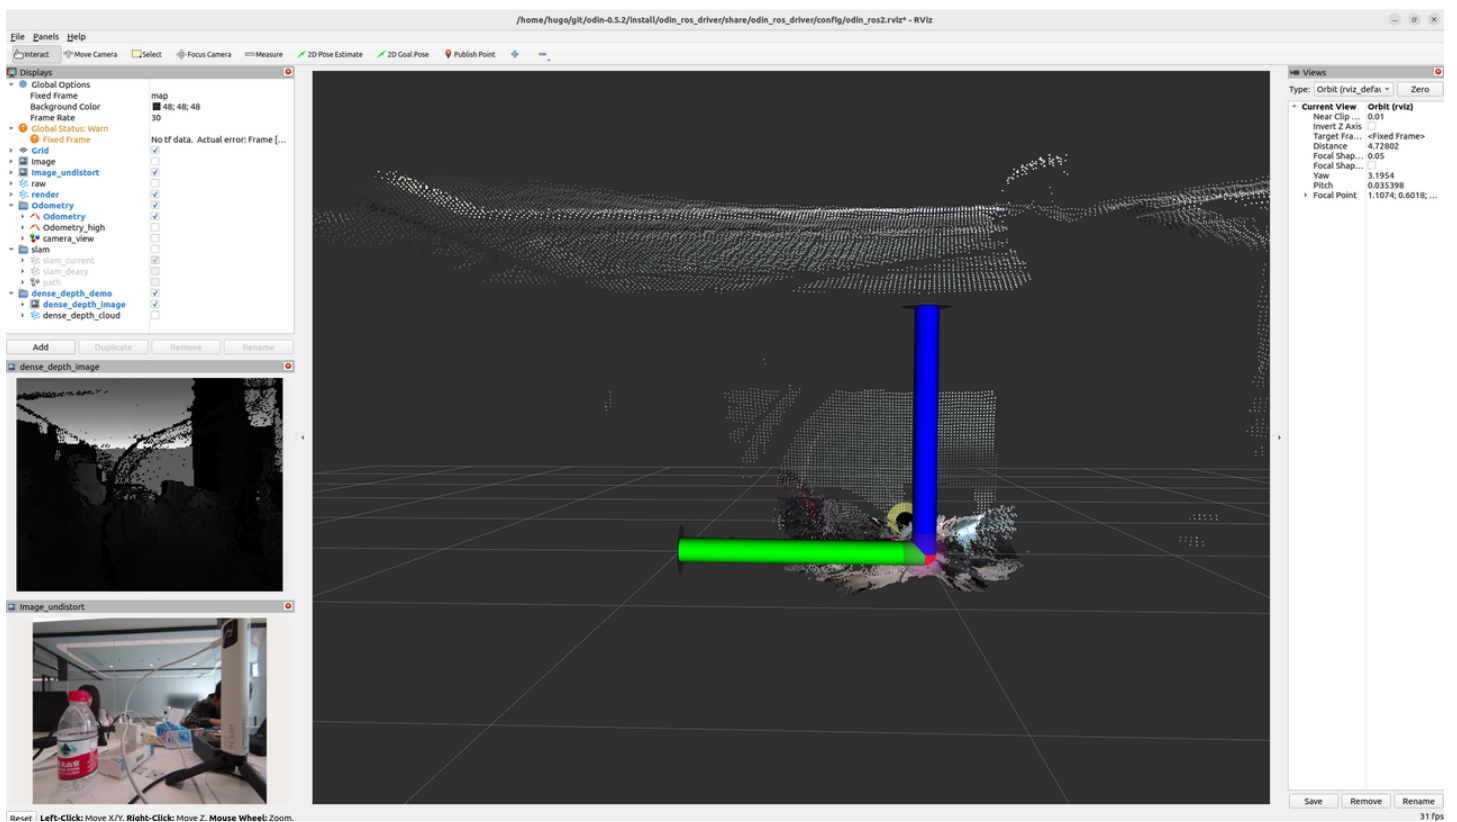 /home/hugo/git/odin-0.5.2/install/odin_ros_driver/share/odin_ros_driver/config/odin_ros2.rviz* - RViz
File Panels Help
Interact Move Camera Select Focus Camera Measure 2D Pose Estimate 2D Goal Pose Publish Point
Displays
Global Options
Fixed Frame map
Background Color 48; 48; 48
Frame Rate 30
Global Status: Warn
Fixed Frame No tf data. Actual error: Frame [...
Grid
Image
Image_undistort
raw
render
Odometry
Odometry
Odometry_high
camera_view
slam
slam_current
slam_deacy
path
dense_depth_demo
dense_depth_image
dense_depth_cloud
Add Duplicate Remove Rename
dense_depth_image
Image_undistort
Reset Left-Click: Move X/Y. Right-Click: Move Z. Mouse Wheel: Zoom.
Views
Type: Orbit (rviz_defau Zero
Current View Orbit (rviz)
Near Clip ... 0.01
Invert Z Axis
Target Fra... <Fixed Frame>
Distance 4.72802
Focal Shap... 0.05
Focal Shap...
Yaw 3.1954
Pitch 0.035398
Focal Point 1.1074; 0.6018; ...
Save Remove Rename
31 fps